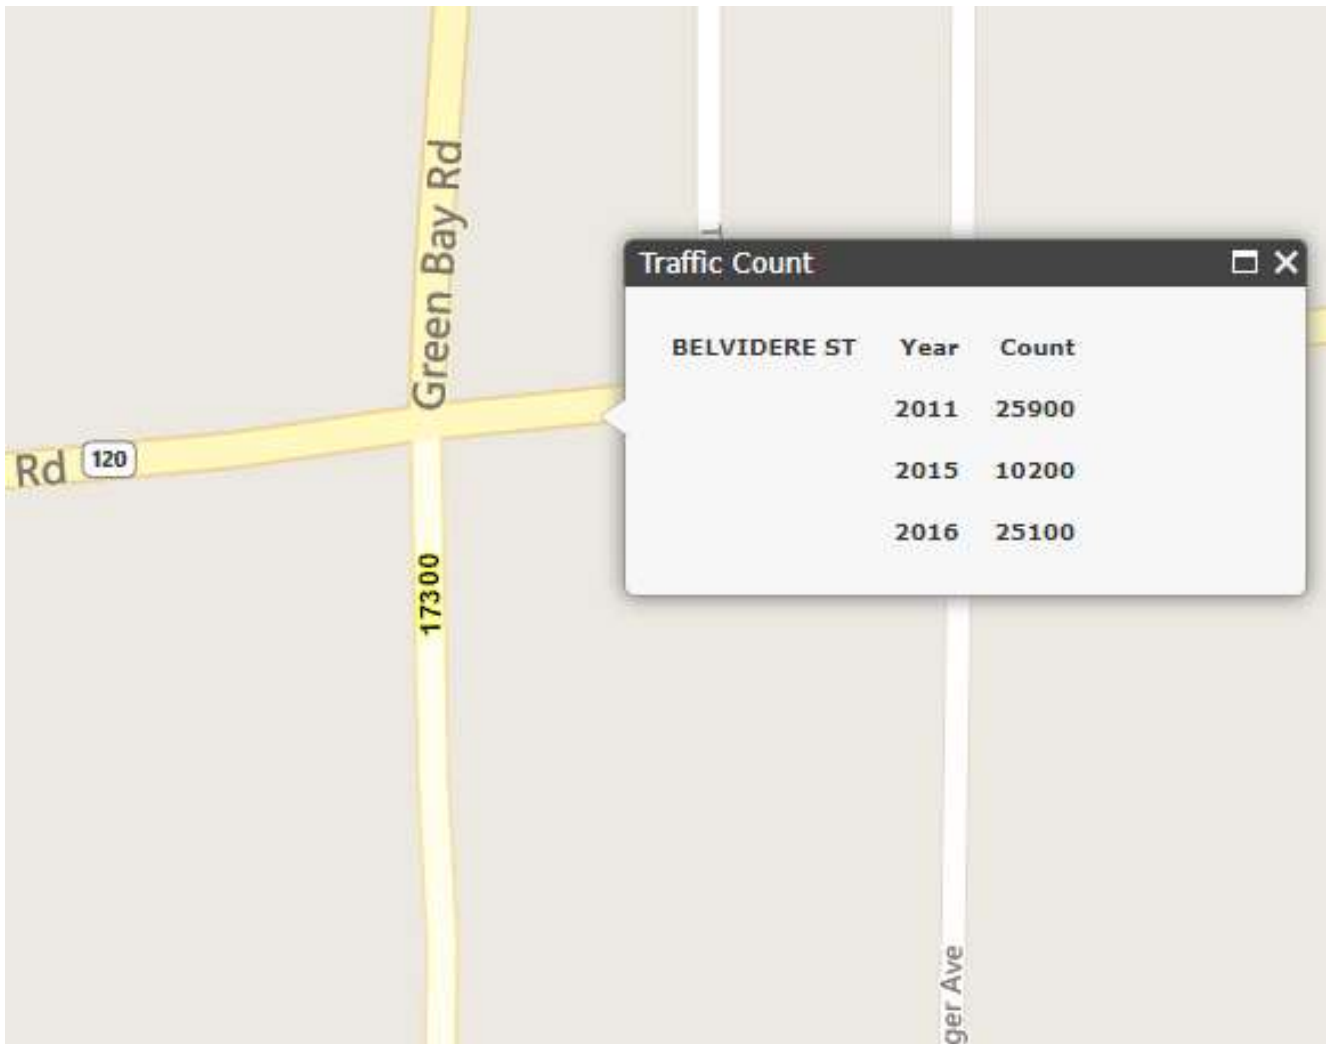 Green Bay Rd
T
Traffic Count
BELVIDERE ST Year Count
2011 25900
2015 10200
2016 25100
Rd 120
17300
ger Ave